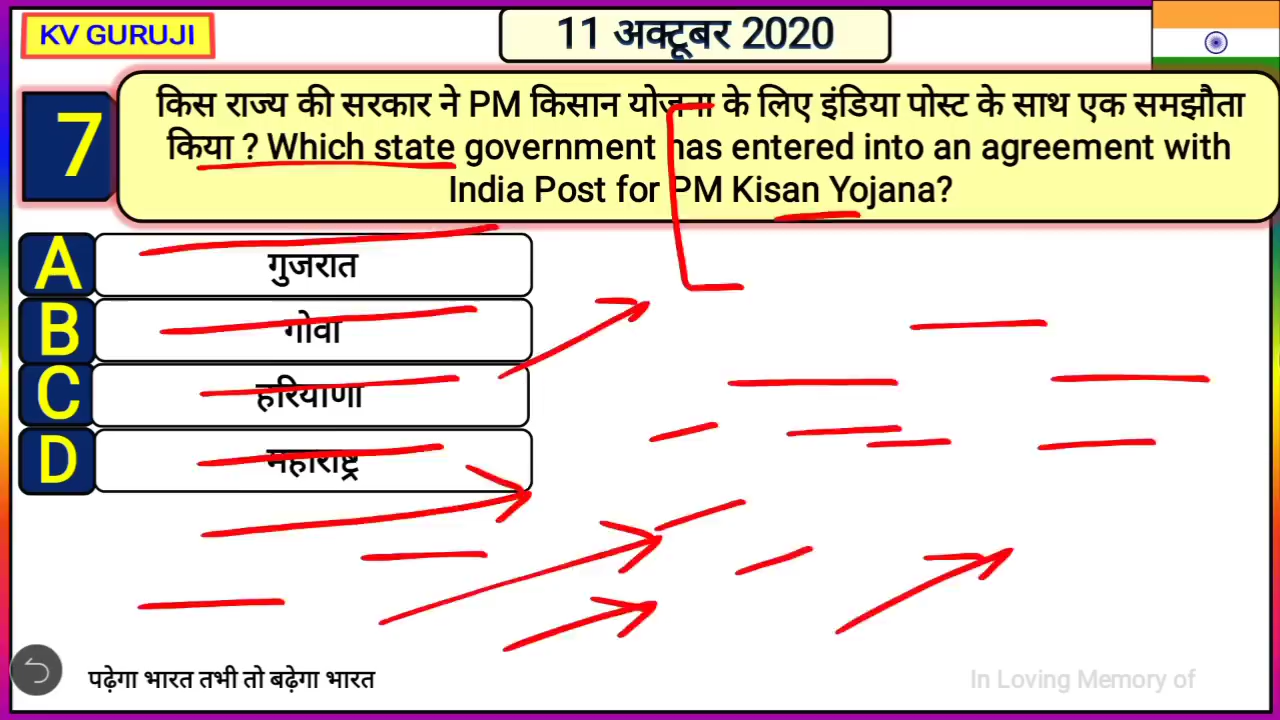 KV GURUJI
11 अक्टूबर 2020
7
किस राज्य की सरकार ने PM किसान योजना के लिए इंडिया पोस्ट के साथ एक समझौता
किया ? Which state government has entered into an agreement with
India Post for PM Kisan Yojana?
A गुजरात
B गोवा
C हरियाणा
D महाराष्ट्र
पढ़ेगा भारत तभी तो बढ़ेगा भारत
In Loving Memory of